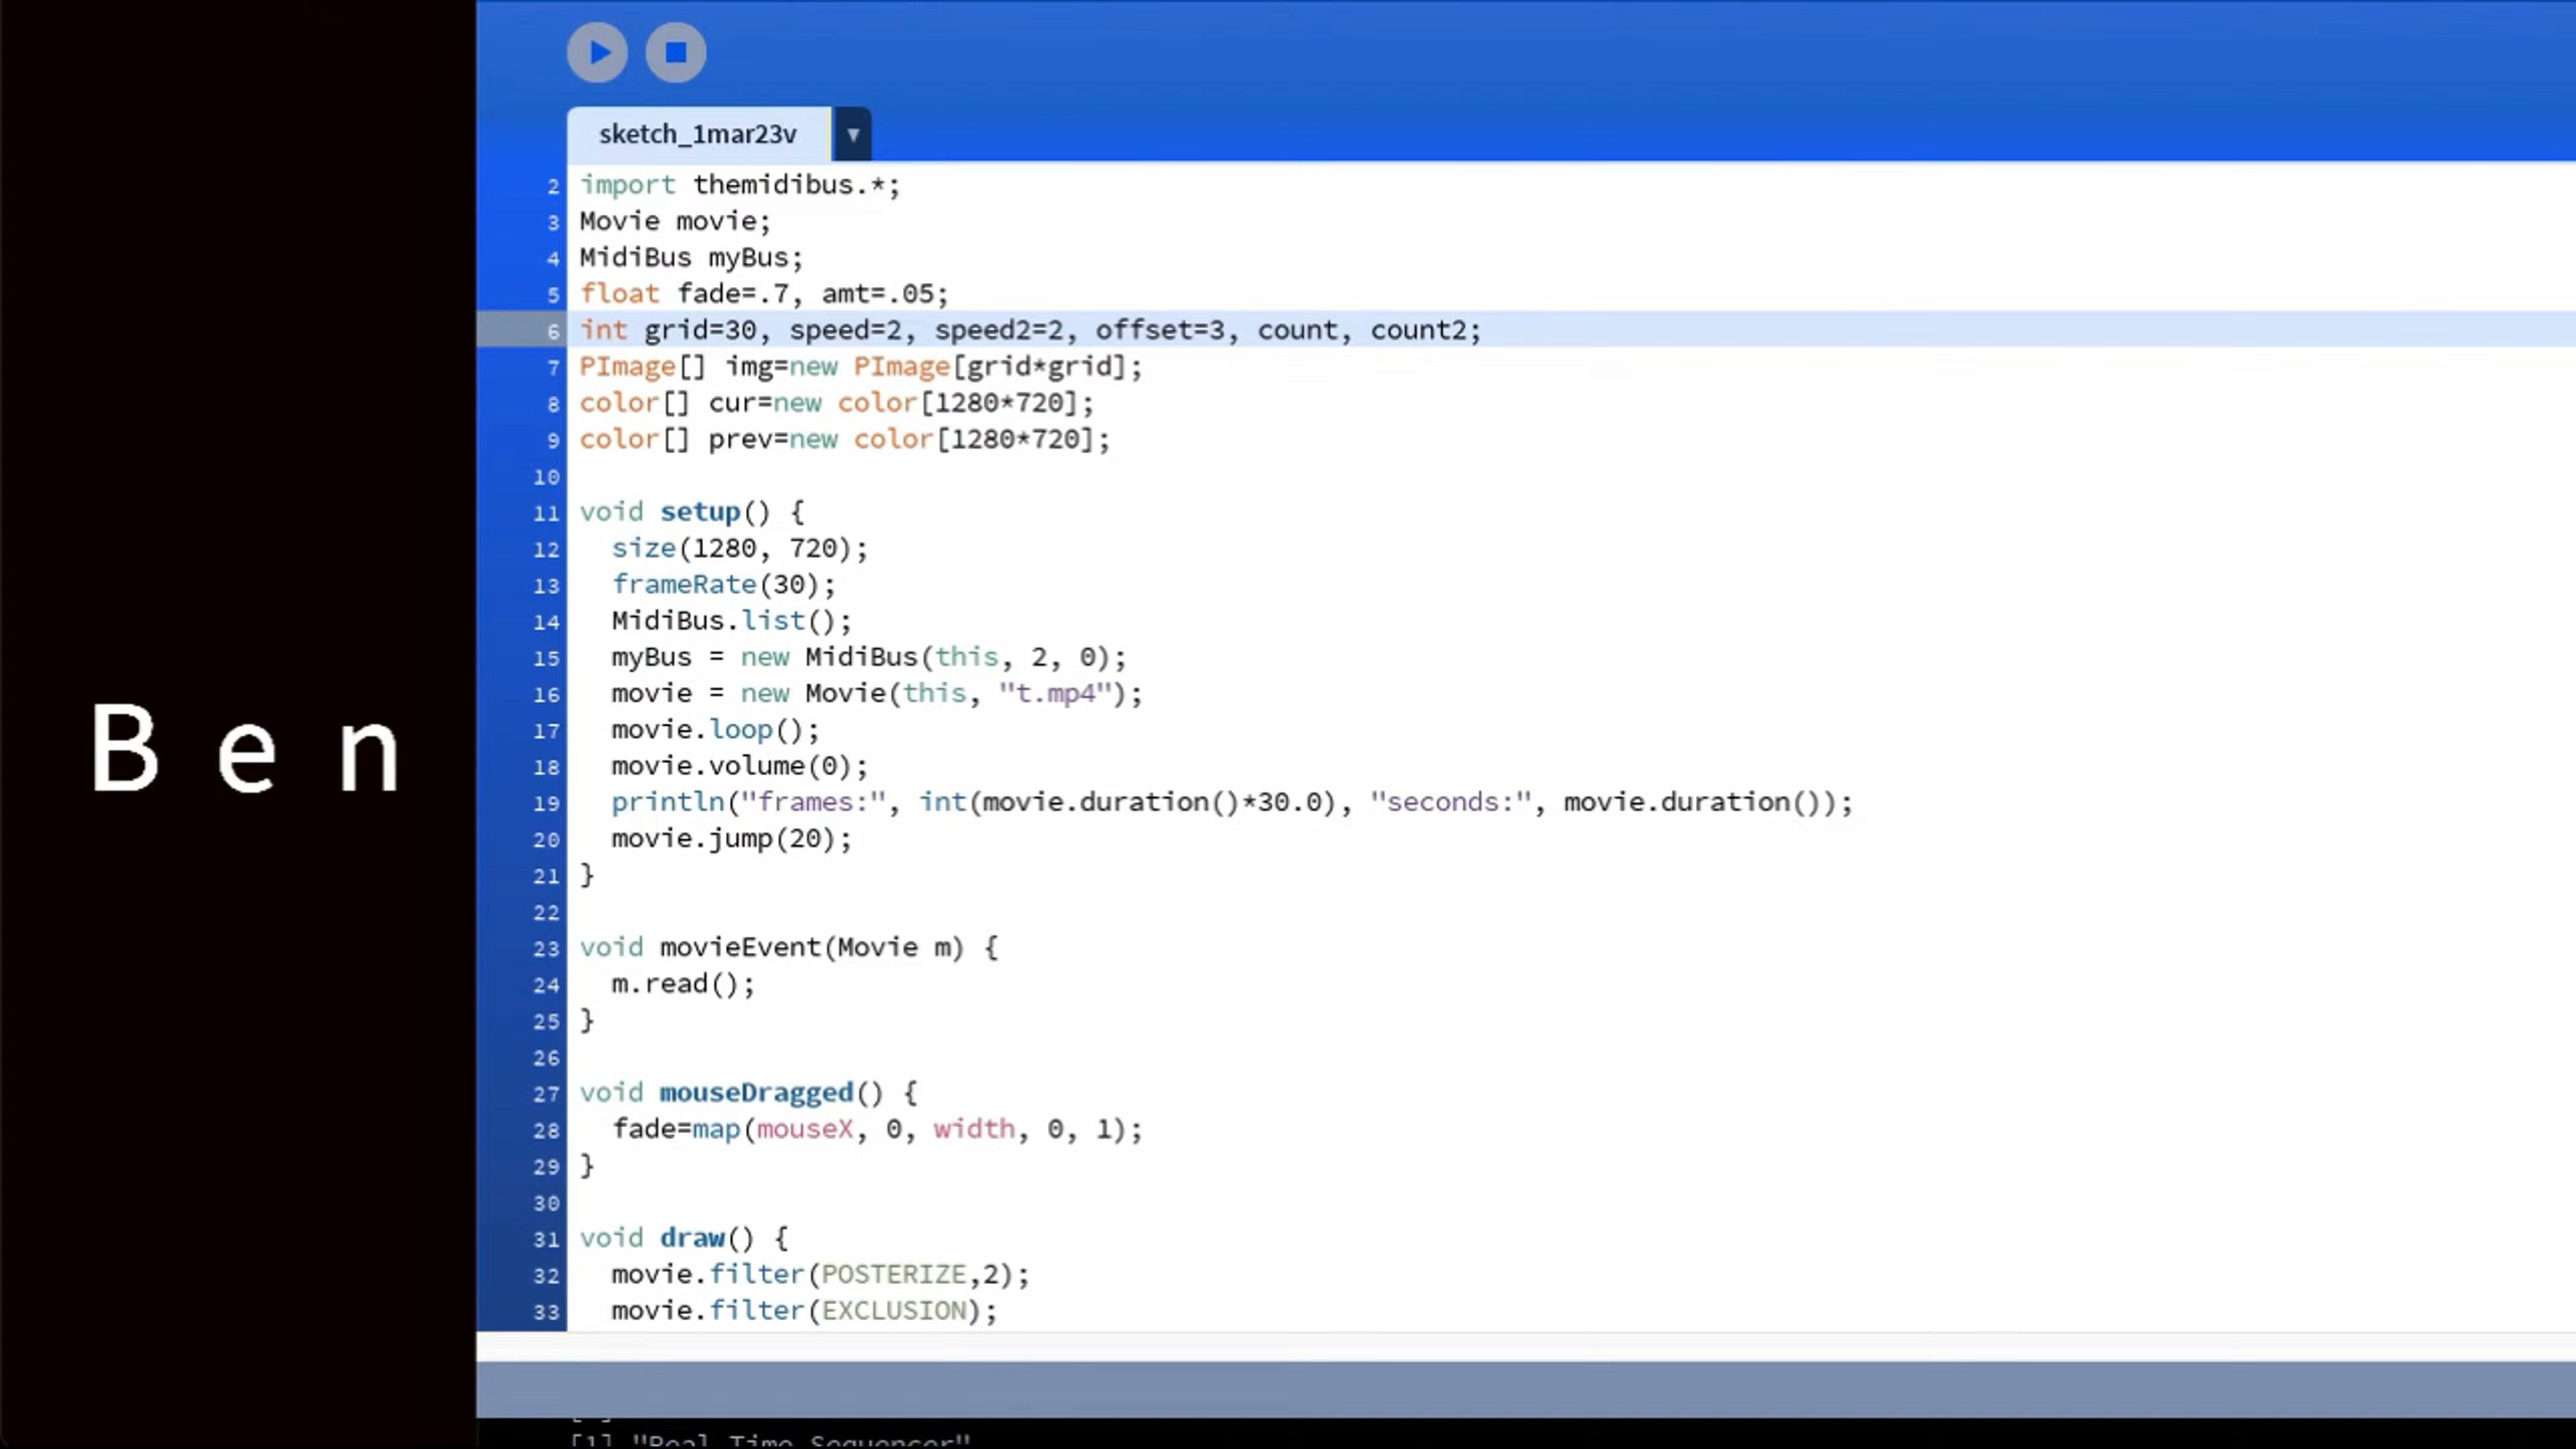 sketch_1mar23v
2 import themidibus.*;
3 Movie movie;
4 MidiBus myBus;
5 float fade=.7, amt=.05;
6 int grid=30, speed=2, speed2=2, offset=3, count, count2;
7 PImage[] img=new PImage[grid*grid];
8 color[] cur=new color[1280*720];
9 color[] prev=new color[1280*720];
10
11 void setup() {
12   size(1280, 720);
13   frameRate(30);
14   MidiBus.list();
15   myBus = new MidiBus(this, 2, 0);
16   movie = new Movie(this, "t.mp4");
17   movie.loop();
18   movie.volume(0);
19   println("frames:", int(movie.duration()*30.0), "seconds:", movie.duration());
20   movie.jump(20);
21 }
22
23 void movieEvent(Movie m) {
24   m.read();
25 }
26
27 void mouseDragged() {
28   fade=map(mouseX, 0, width, 0, 1);
29 }
30
31 void draw() {
32   movie.filter(POSTERIZE,2);
33   movie.filter(EXCLUSION);
[1] "Real Time Sequencer"
Ben